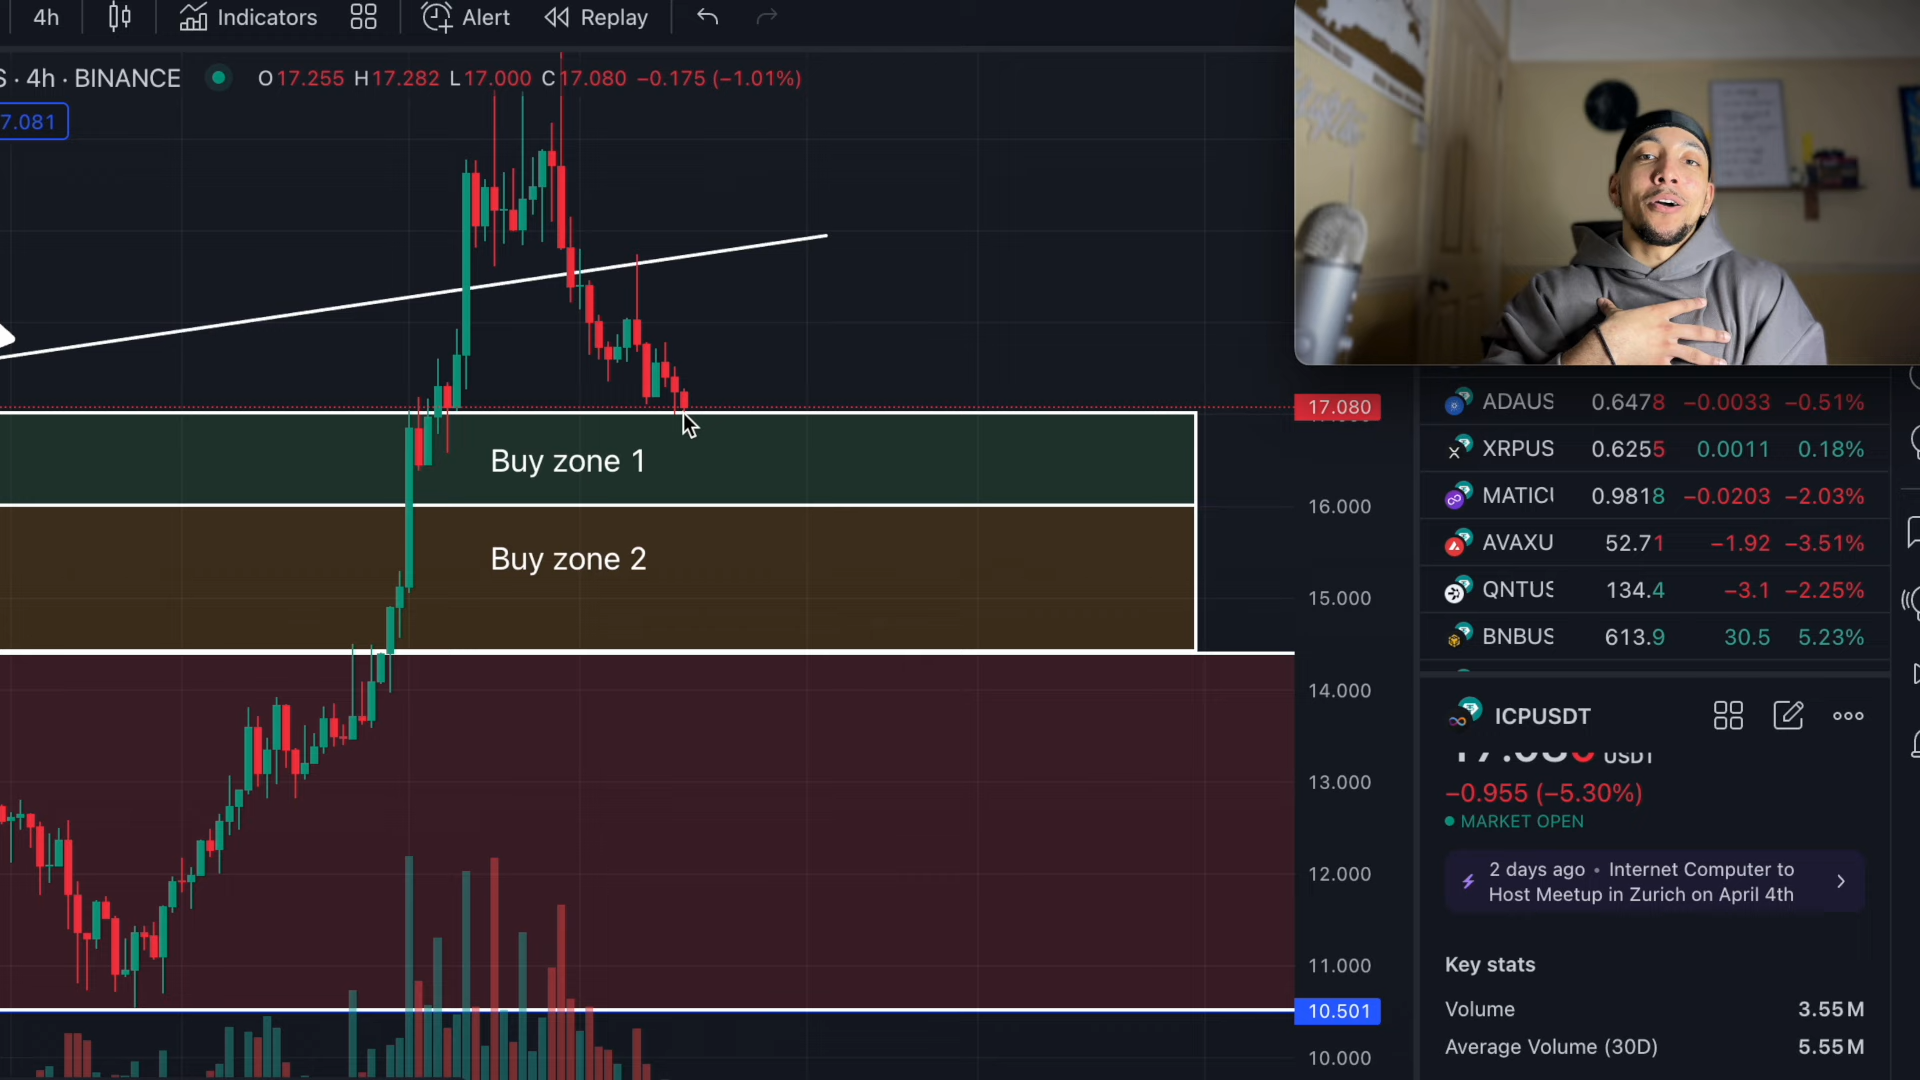 4h Indicators Alert Replay
S · 4h · BINANCE O17.255 H17.282 L17.000 C17.080 −0.175 (−1.01%)
7.081
17.080
Buy zone 1
16.000
Buy zone 2
15.000
14.000
13.000
12.000
11.000
10.501
10.000
ADAUS 0.6478 −0.0033 −0.51%
XRPUS 0.6255 0.0011 0.18%
MATICU 0.9818 −0.0203 −2.03%
AVAXU 52.71 −1.92 −3.51%
QNTUS 134.4 −3.1 −2.25%
BNBUS 613.9 30.5 5.23%
ICPUSDT
17.080 USDT
−0.955 (−5.30%)
MARKET OPEN
2 days ago • Internet Computer to
Host Meetup in Zurich on April 4th
Key stats
Volume 3.55M
Average Volume (30D) 5.55M